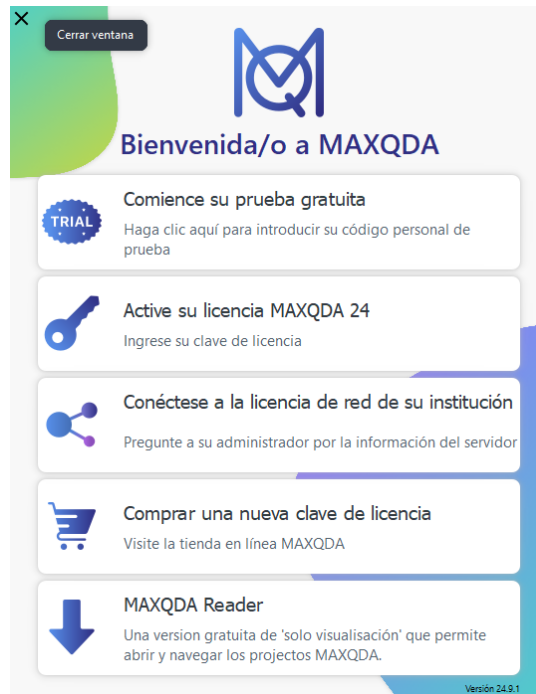 Cerrar ventana
Bienvenida/o a MAXQDA
TRIAL
Comience su prueba gratuita
Haga clic aquí para introducir su código personal de
prueba
Active su licencia MAXQDA 24
Ingrese su clave de licencia
Conéctese a la licencia de red de su institución
Pregunte a su administrador por la información del servidor
Comprar una nueva clave de licencia
Visite la tienda en línea MAXQDA
MAXQDA Reader
Una version gratuita de 'solo visualisación' que permite
abrir y navegar los projectos MAXQDA.
Versión 24.9.1